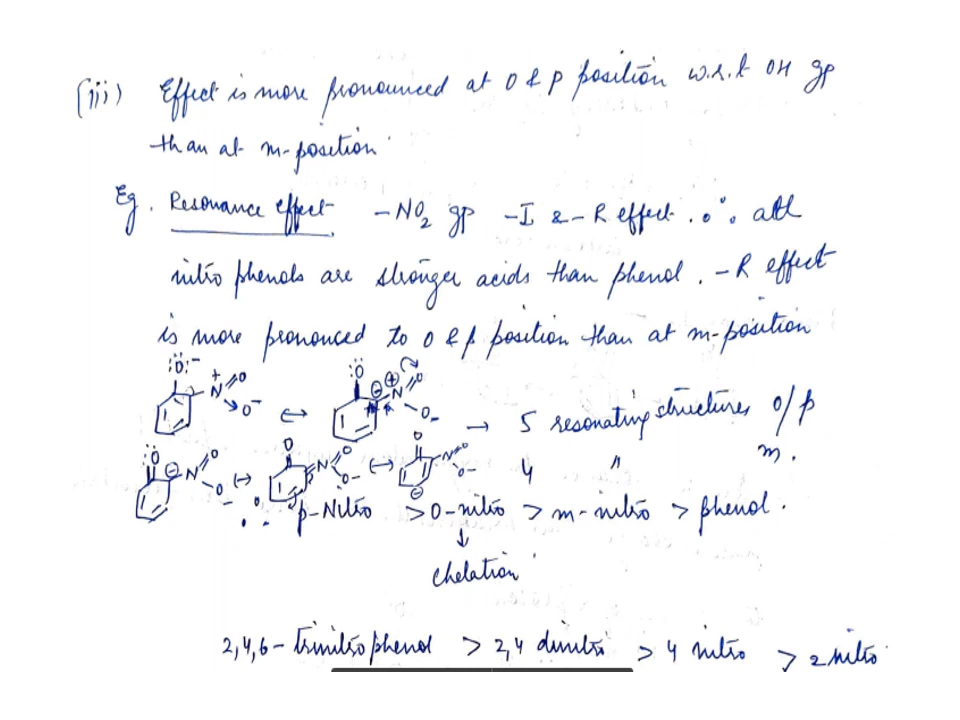 (iii) Effect is more pronounced at O & P position w.r.t OH gp
than at m-position
Eg. Resonance effect -NO2 gp -I & -R effect. ∴ all
nitro phenols are stronger acids than phenol. -R effect
is more pronounced to O & p position than at m-position
:Ö:- + N O O- ↔ :O ⊖ ⊕ N O O- → 5 resonating structures o/p
Ö ⊖ N O O- ↔ O N O O- ↔ O N O O- ⊖ 4 " m.
p-Nitro > O-nitro > m-nitro > phenol.
↓
Chelation
2,4,6-trinitrophenol > 2,4 dinitro > 4 nitro > 2 nitro